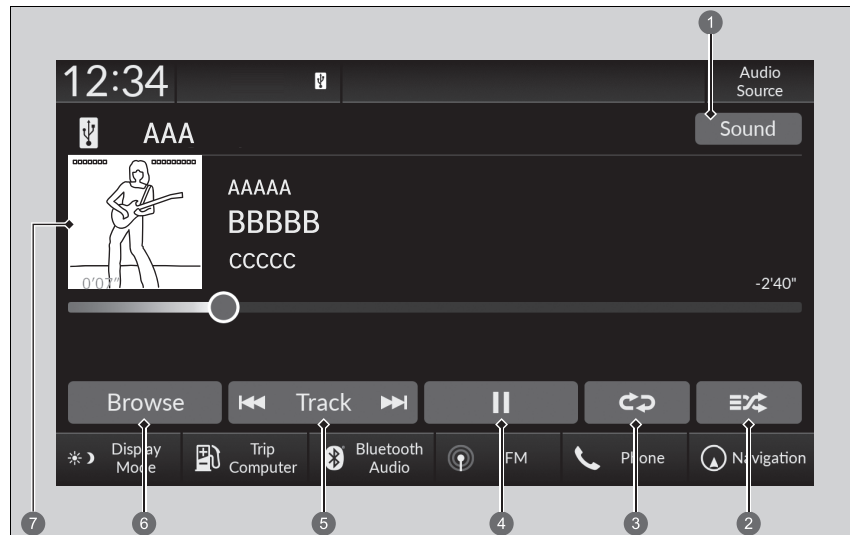 1
12:34
Audio
Source
AAA
Sound
AAAAA
BBBBB
CCCCC
7
0'07"
-2'40"
Browse
Track
Display
Mode
Trip
Computer
Bluetooth
Audio
FM
Phone
Navigation
6
5
4
3
2